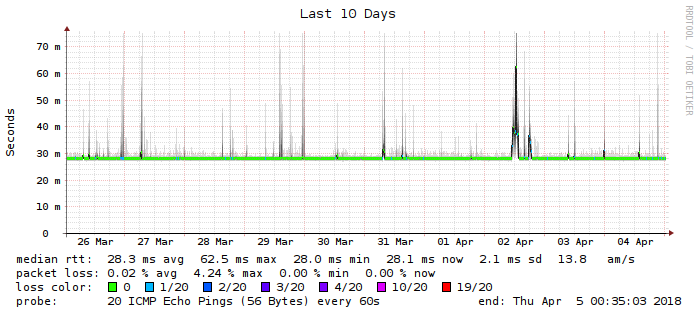 Last 10 Days
RRDTOOL / TOBI OETIKER
Seconds
70 m
60 m
50 m
40 m
30 m
20 m
10 m
0
26 Mar 27 Mar 28 Mar 29 Mar 30 Mar 31 Mar 01 Apr 02 Apr 03 Apr 04 Apr
median rtt: 28.3 ms avg 62.5 ms max 28.0 ms min 28.1 ms now 2.1 ms sd 13.8 am/s
packet loss: 0.02 % avg 4.24 % max 0.00 % min 0.00 % now
loss color: 0 1/20 2/20 3/20 4/20 10/20 19/20
probe: 20 ICMP Echo Pings (56 Bytes) every 60s end: Thu Apr 5 00:35:03 2018